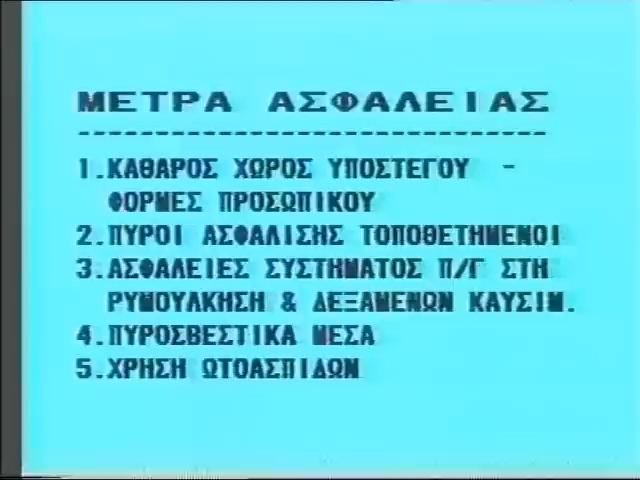 ΜΕΤΡΑ ΑΣΦΑΛΕΙΑΣ
-------------------------------
1.ΚΑΘΑΡΟΣ ΧΩΡΟΣ ΥΠΟΣΤΕΓΟΥ -
ΦΟΡΜΕΣ ΠΡΟΣΩΠΙΚΟΥ
2.ΠΥΡΟΙ ΑΣΦΑΛΙΣΗΣ ΤΟΠΟΘΕΤΗΜΕΝΟΙ
3.ΑΣΦΑΛΕΙΕΣ ΣΥΣΤΗΜΑΤΟΣ Π/Γ ΣΤΗ
ΡΥΜΟΥΛΚΗΣΗ & ΔΕΞΑΜΕΝΩΝ ΚΑΥΣΙΜ.
4.ΠΥΡΟΣΒΕΣΤΙΚΑ ΜΕΣΑ
5.ΧΡΗΣΗ ΩΤΟΑΣΠΙΔΩΝ